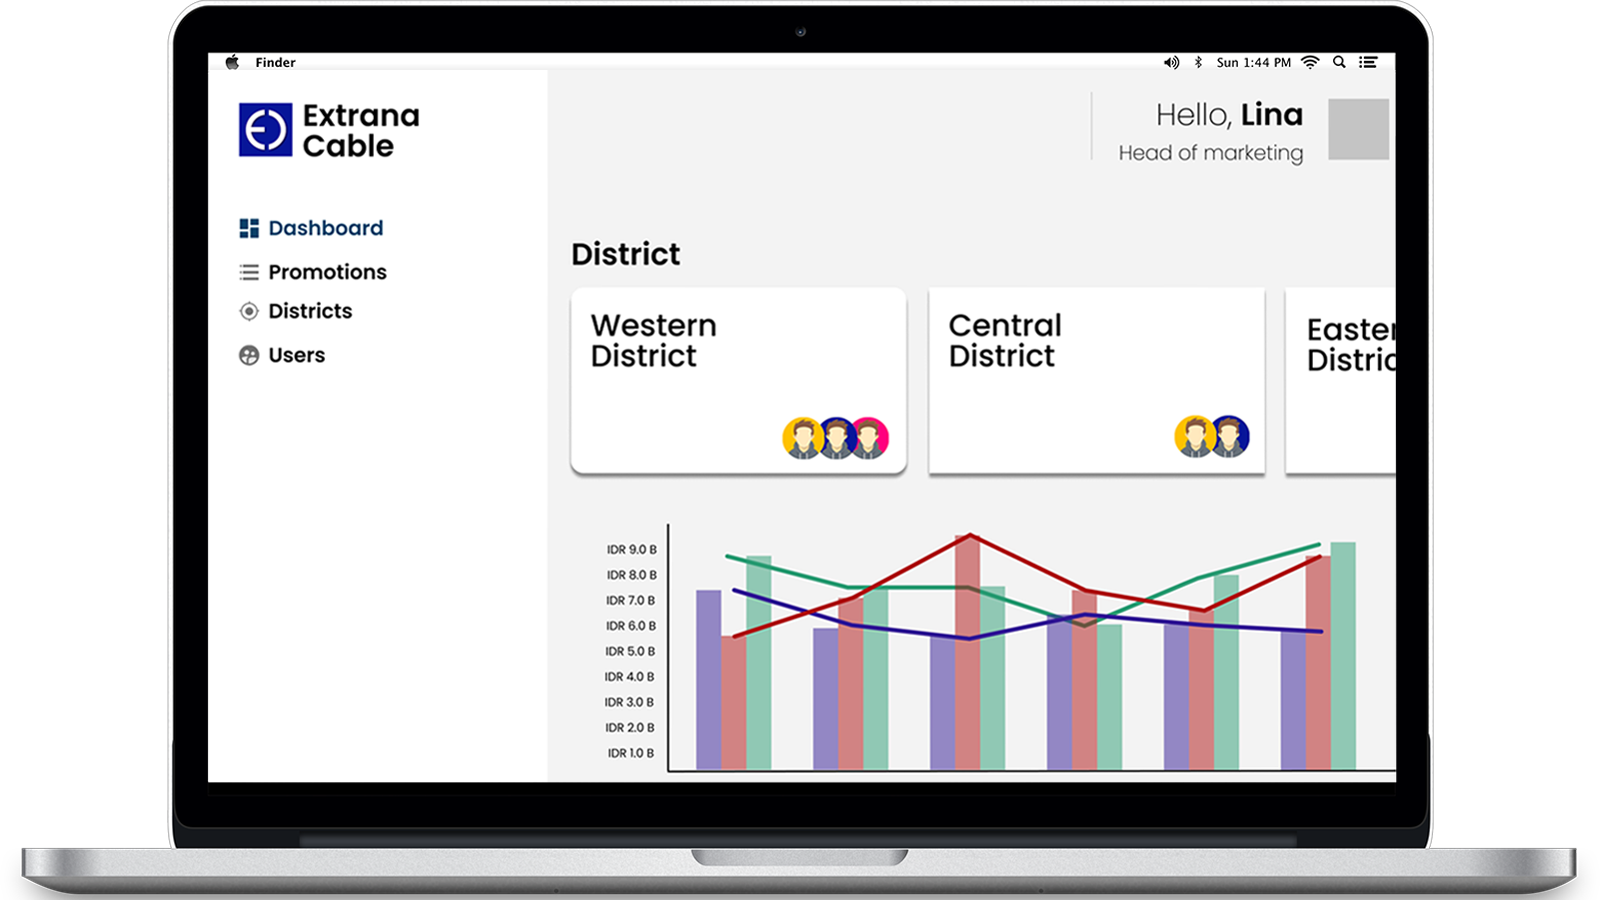 Finder
Sun 1:44 PM
Extrana
Cable
Hello, Lina
Head of marketing
Dashboard
Promotions
Districts
Users
District
Western
District
Central
District
Easter
Distric
IDR 9.0 B
IDR 8.0 B
IDR 7.0 B
IDR 6.0 B
IDR 5.0 B
IDR 4.0 B
IDR 3.0 B
IDR 2.0 B
IDR 1.0 B